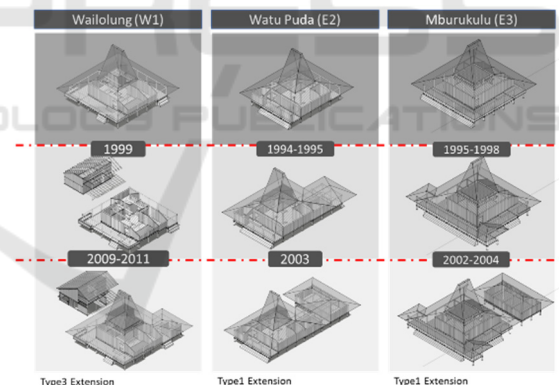 Wailolung (W1) Watu Puda (E2) Mburukulu (E3)
PUBLICATIONS
1999 1994-1995 1995-1998
2009-2011 2003 2002-2004
Type3 Extension Type1 Extension Type1 Extension